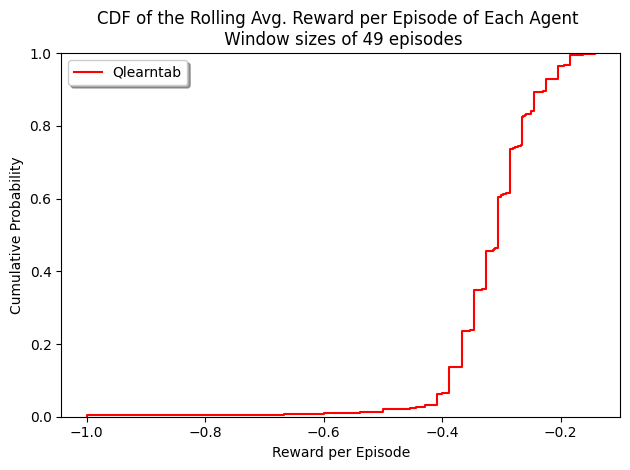 CDF of the Rolling Avg. Reward per Episode of Each Agent
Window sizes of 49 episodes
Qlearntab
1.0
0.8
0.6
0.4
0.2
0.0
Cumulative Probability
−1.0 −0.8 −0.6 −0.4 −0.2
Reward per Episode